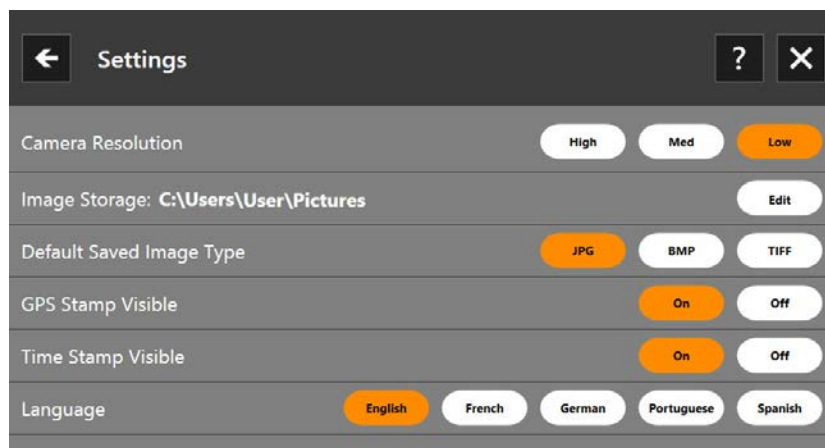 Settings ?
Camera Resolution High Med Low
Image Storage: C:\Users\User\Pictures Edit
Default Saved Image Type JPG BMP TIFF
GPS Stamp Visible On Off
Time Stamp Visible On Off
Language English French German Portuguese Spanish